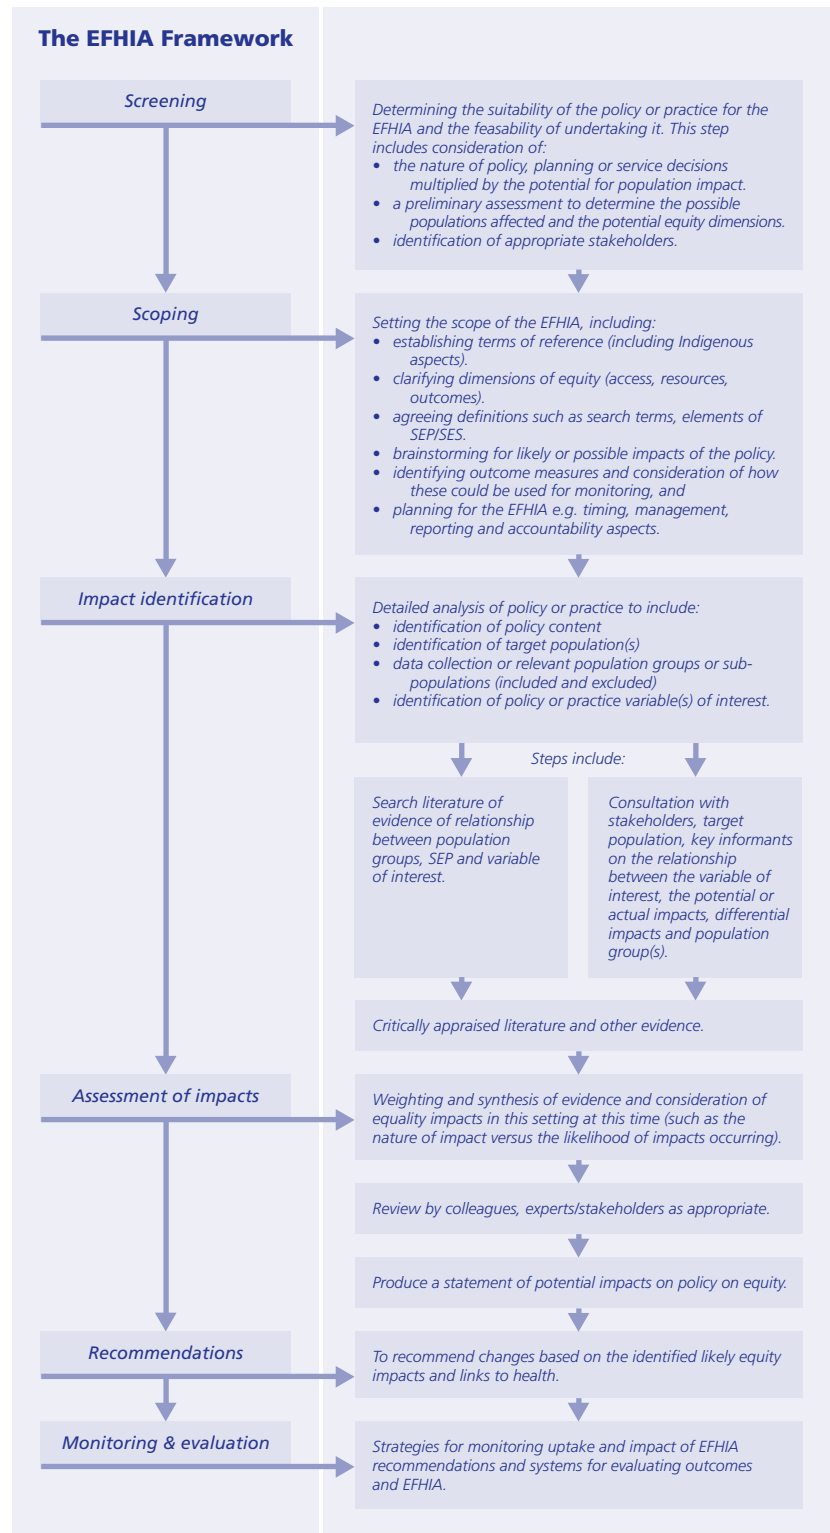 The EFHIA Framework
Screening
Determining the suitability of the policy or practice for the
EFHIA and the feasability of undertaking it. This step
includes consideration of:
• the nature of policy, planning or service decisions
multiplied by the potential for population impact.
• a preliminary assessment to determine the possible
populations affected and the potential equity dimensions.
• identification of appropriate stakeholders.
Scoping
Setting the scope of the EFHIA, including:
• establishing terms of reference (including Indigenous
aspects).
• clarifying dimensions of equity (access, resources,
outcomes).
• agreeing definitions such as search terms, elements of
SEP/SES.
• brainstorming for likely or possible impacts of the policy.
• identifying outcome measures and consideration of how
these could be used for monitoring, and
• planning for the EFHIA e.g. timing, management,
reporting and accountability aspects.
Impact identification
Detailed analysis of policy or practice to include:
• identification of policy content
• identification of target population(s)
• data collection or relevant population groups or sub-
populations (included and excluded)
• identification of policy or practice variable(s) of interest.
Steps include:
Search literature of
evidence of relationship
between population
groups, SEP and variable
of interest.
Consultation with
stakeholders, target
population, key informants
on the relationship
between the variable of
interest, the potential or
actual impacts, differential
impacts and population
group(s).
Critically appraised literature and other evidence.
Assessment of impacts
Weighting and synthesis of evidence and consideration of
equality impacts in this setting at this time (such as the
nature of impact versus the likelihood of impacts occurring).
Review by colleagues, experts/stakeholders as appropriate.
Produce a statement of potential impacts on policy on equity.
Recommendations
To recommend changes based on the identified likely equity
impacts and links to health.
Monitoring & evaluation
Strategies for monitoring uptake and impact of EFHIA
recommendations and systems for evaluating outcomes
and EFHIA.